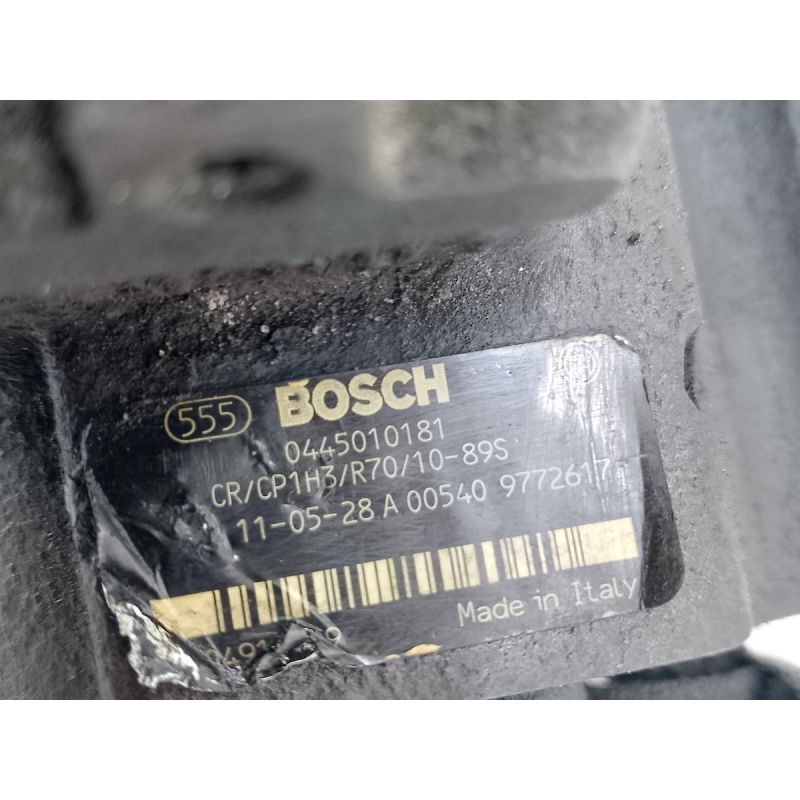 555 BOSCH
0445010181
CR/CP1H3/R70/10-89S
11-05-28 A 00540 9772617
Made in Italy